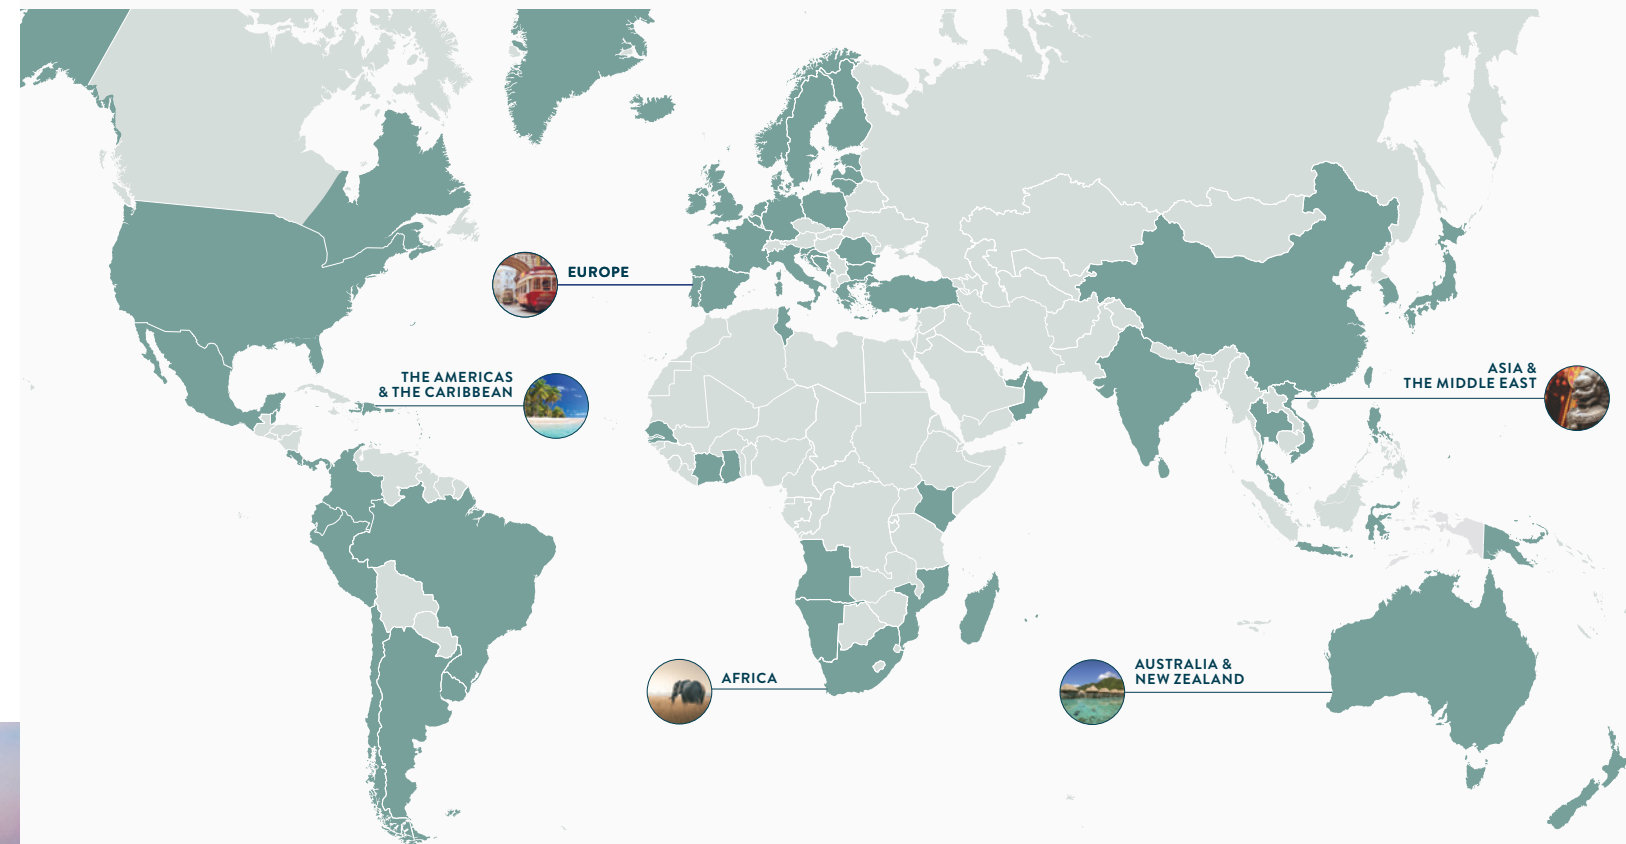 EUROPE
THE AMERICAS
& THE CARIBBEAN
ASIA &
THE MIDDLE EAST
AFRICA
AUSTRALIA &
NEW ZEALAND